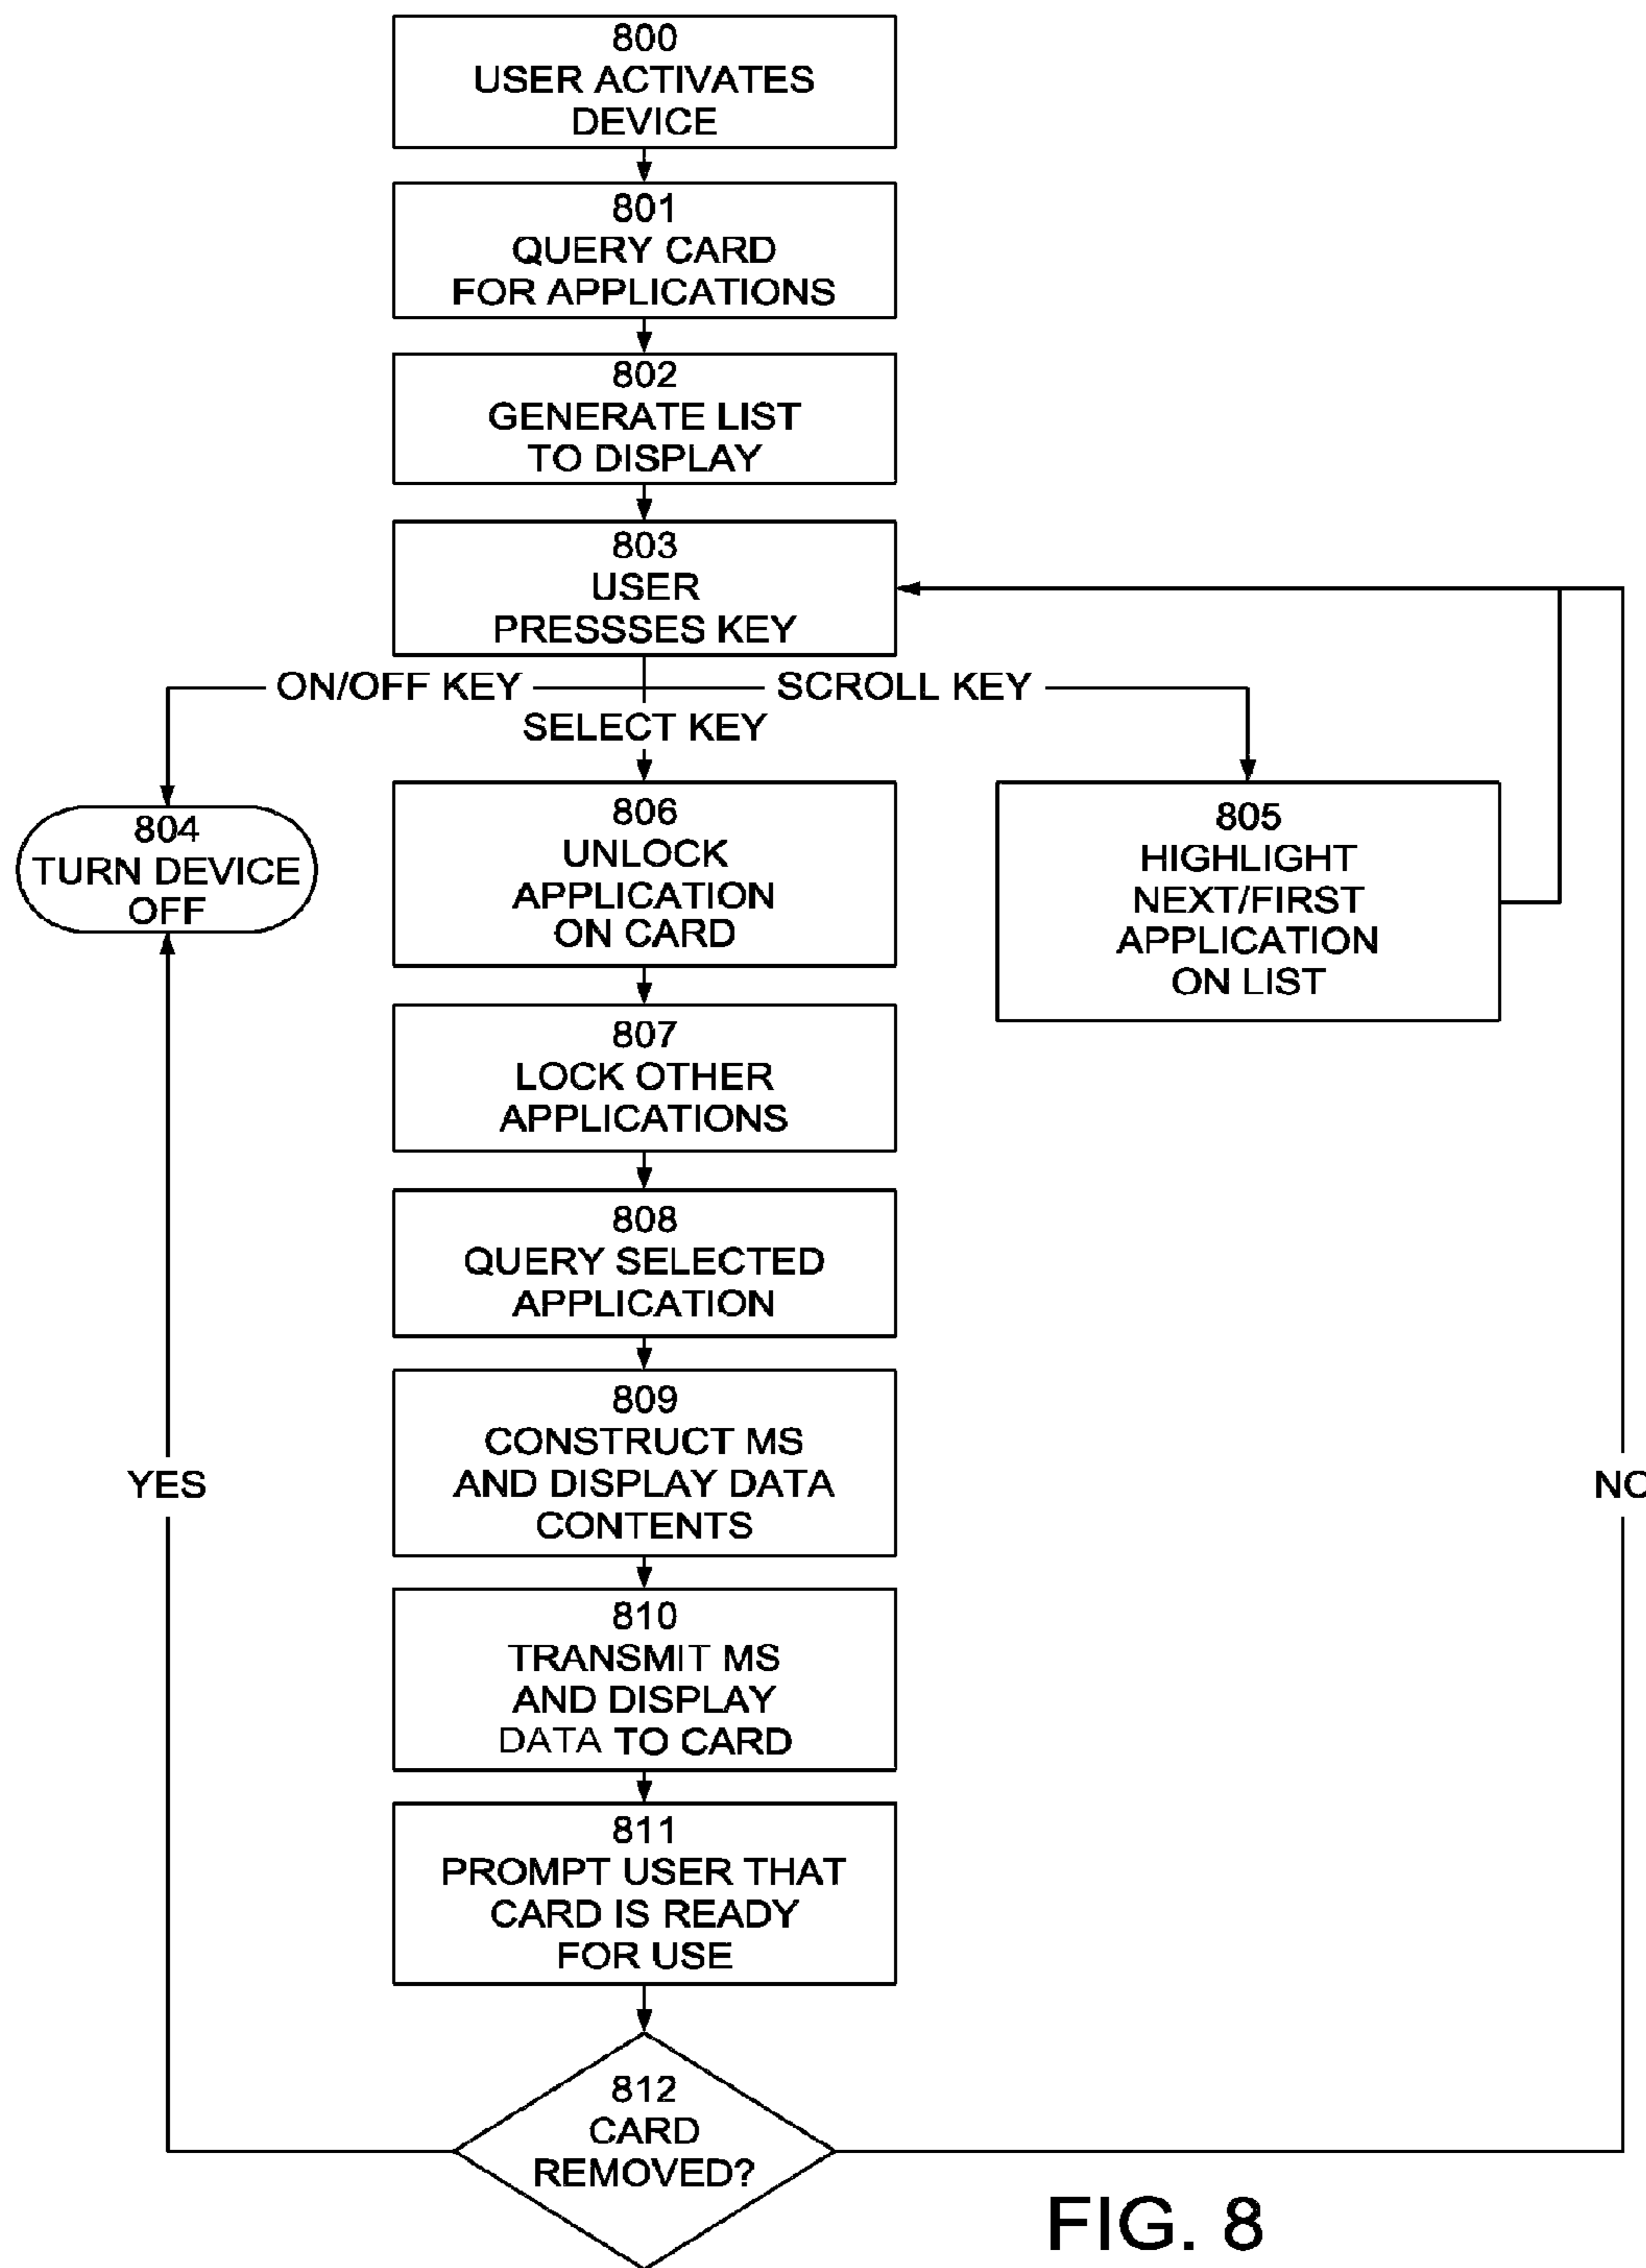 800
USER ACTIVATES
DEVICE
801
QUERY CARD
FOR APPLICATIONS
802
GENERATE LIST
TO DISPLAY
803
USER
PRESSSES KEY
ON/OFF KEY
SCROLL KEY
SELECT KEY
804
TURN DEVICE
OFF
806
UNLOCK
APPLICATION
ON CARD
805
HIGHLIGHT
NEXT/FIRST
APPLICATION
ON LIST
807
LOCK OTHER
APPLICATIONS
808
QUERY SELECTED
APPLICATION
809
CONSTRUCT MS
AND DISPLAY DATA
CONTENTS
YES
NO
810
TRANSMIT MS
AND DISPLAY
DATA TO CARD
811
PROMPT USER THAT
CARD IS READY
FOR USE
812
CARD
REMOVED?
FIG. 8